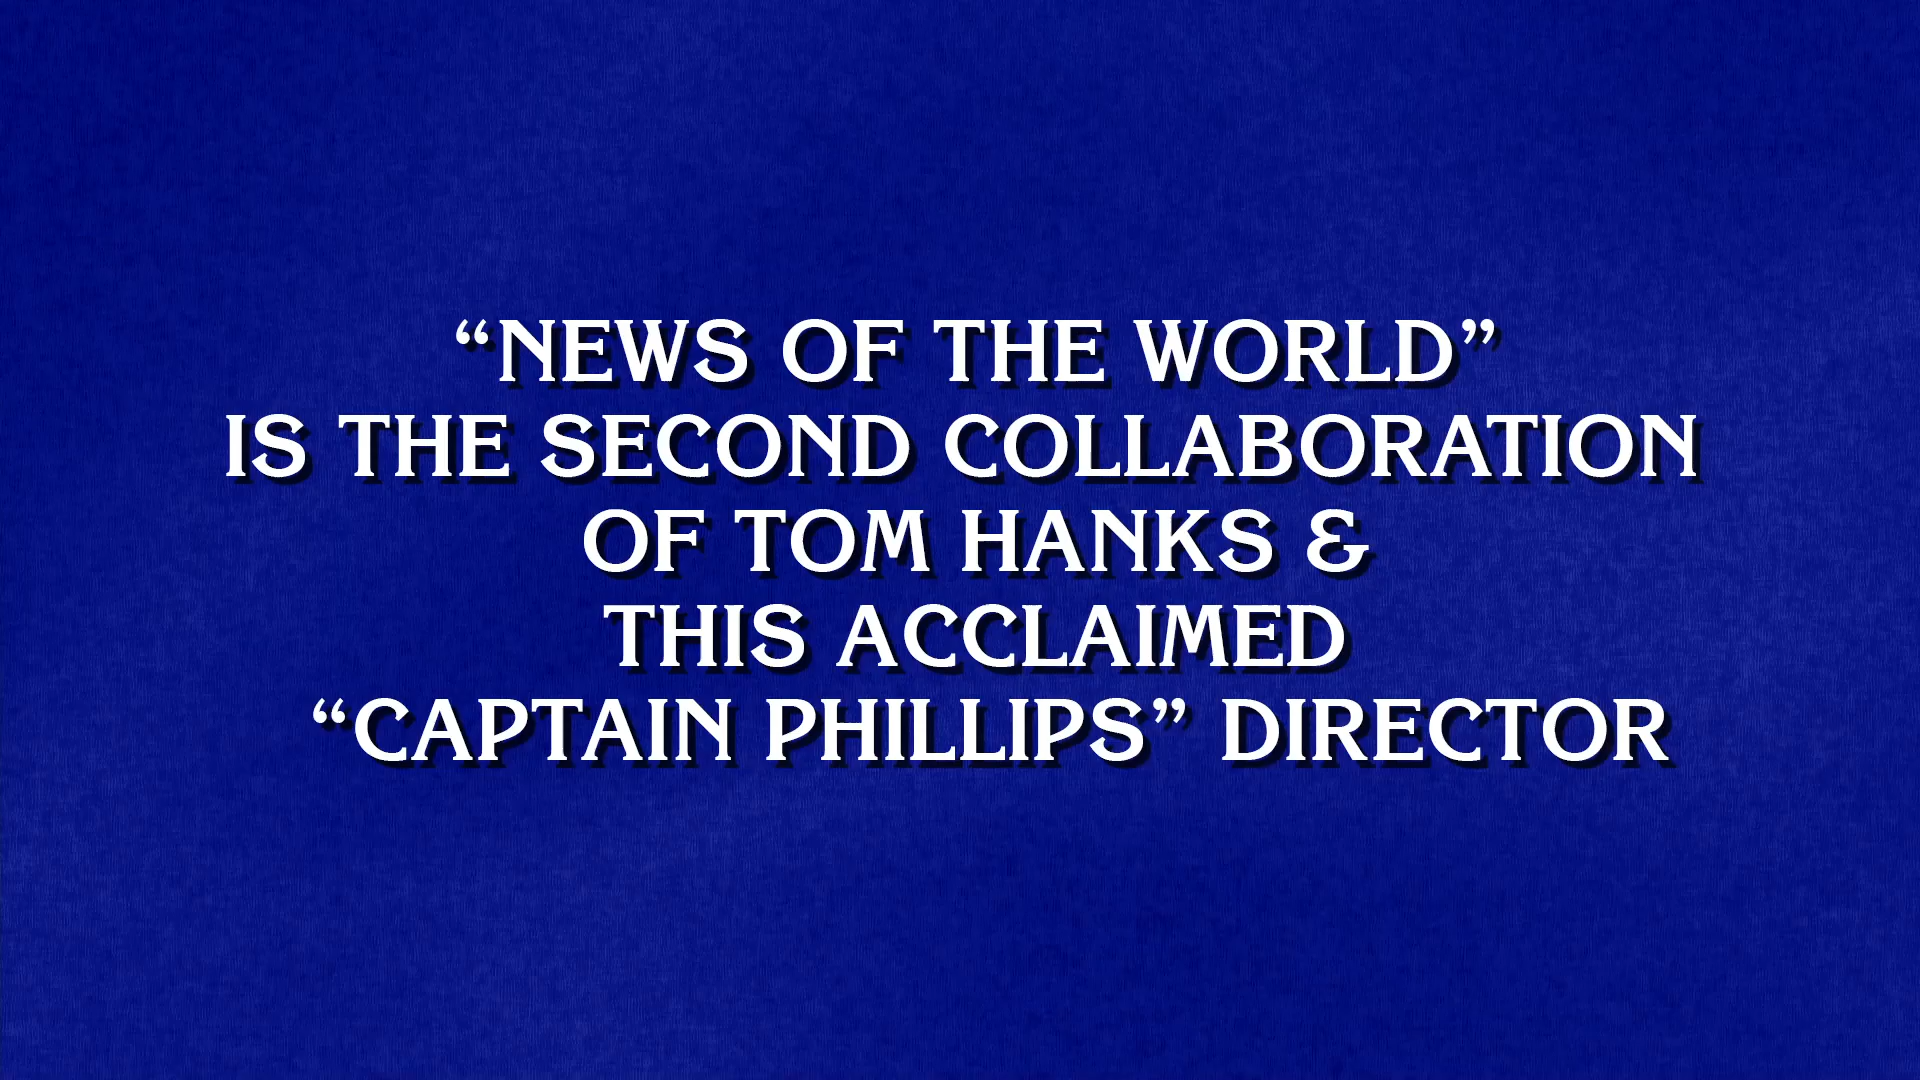 “NEWS OF THE WORLD”
IS THE SECOND COLLABORATION
OF TOM HANKS &
THIS ACCLAIMED
“CAPTAIN PHILLIPS” DIRECTOR